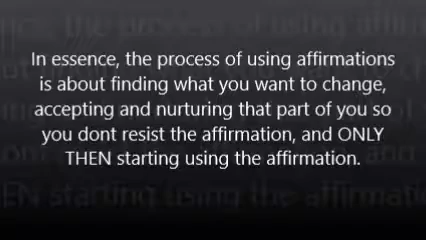 In essence, the process of using affirmations
is about finding what you want to change,
accepting and nurturing that part of you so
you dont resist the affirmation, and ONLY
THEN starting using the affirmation.